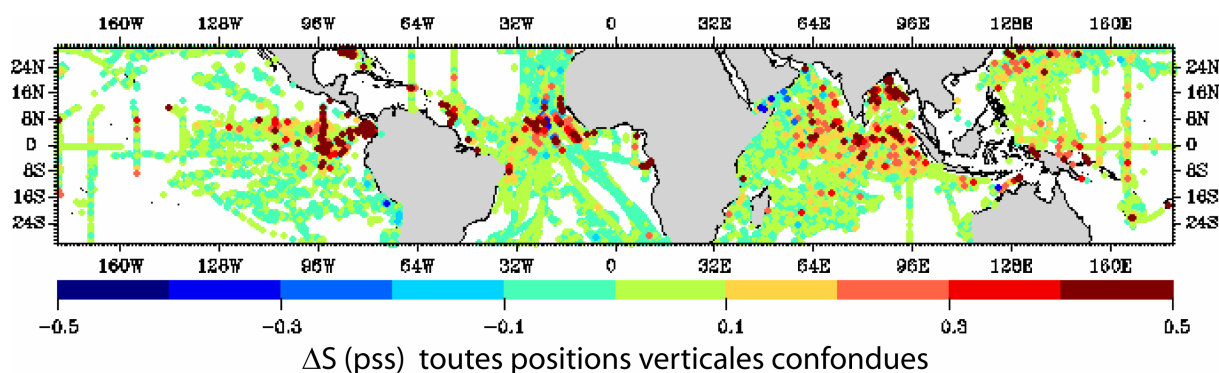 160W 128W 96W 64W 32W 0 32E 64E 96E 128E 160E
24N 24N
16N 16N
8N 8N
0 0
8S 8S
16S 16S
24S 24S
160W 128W 96W 64W 32W 0 32E 64E 96E 128E 160E
-0.5 -0.3 -0.1 0.1 0.3 0.5
ΔS (pss) toutes positions verticales confondues